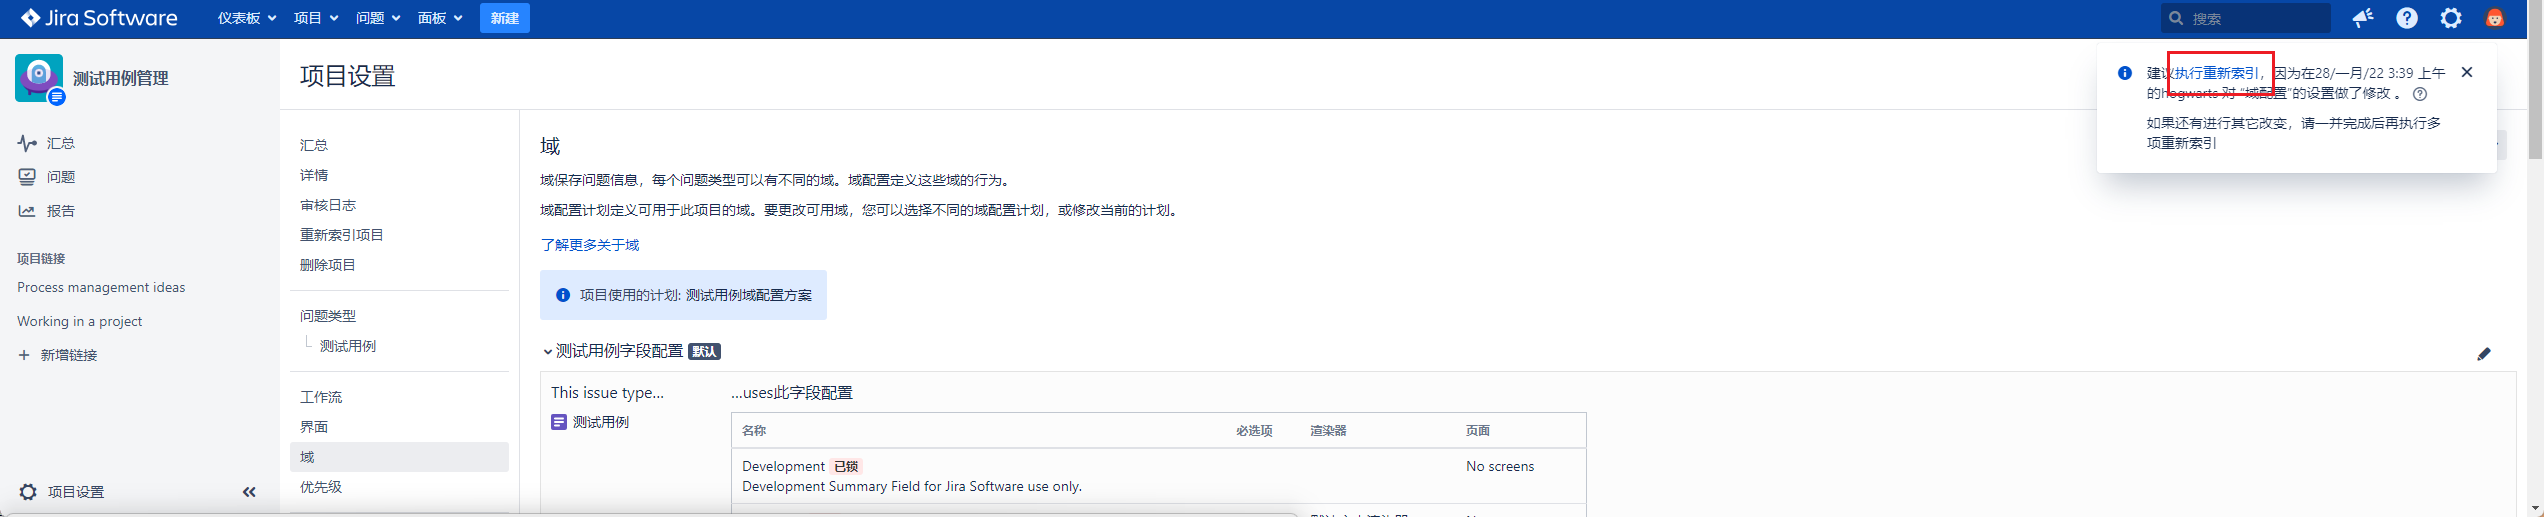 Jira Software 仪表板 项目 问题 面板 新建 搜索
测试用例管理
汇总
问题
报告
项目链接
Process management ideas
Working in a project
新增链接
项目设置
项目设置
汇总
详情
审核日志
重新索引项目
删除项目
问题类型
测试用例
工作流
界面
域
优先级
域
域保存问题信息，每个问题类型可以有不同的域。域配置定义这些域的行为。
域配置计划定义可用于此项目的域。要更改可用域，您可以选择不同的域配置计划，或修改当前的计划。
了解更多关于域
项目使用的计划: 测试用例域配置方案
测试用例字段配置 默认
This issue type... ...uses此字段配置
测试用例
名称 必选项 渲染器 页面
Development 已锁 No screens
Development Summary Field for Jira Software use only.
建议执行重新索引，因为在28/一月/22 3:39 上午
的hogwarts 对 “域配置”的设置做了修改 。
如果还有进行其它改变，请一并完成后再执行多
项重新索引